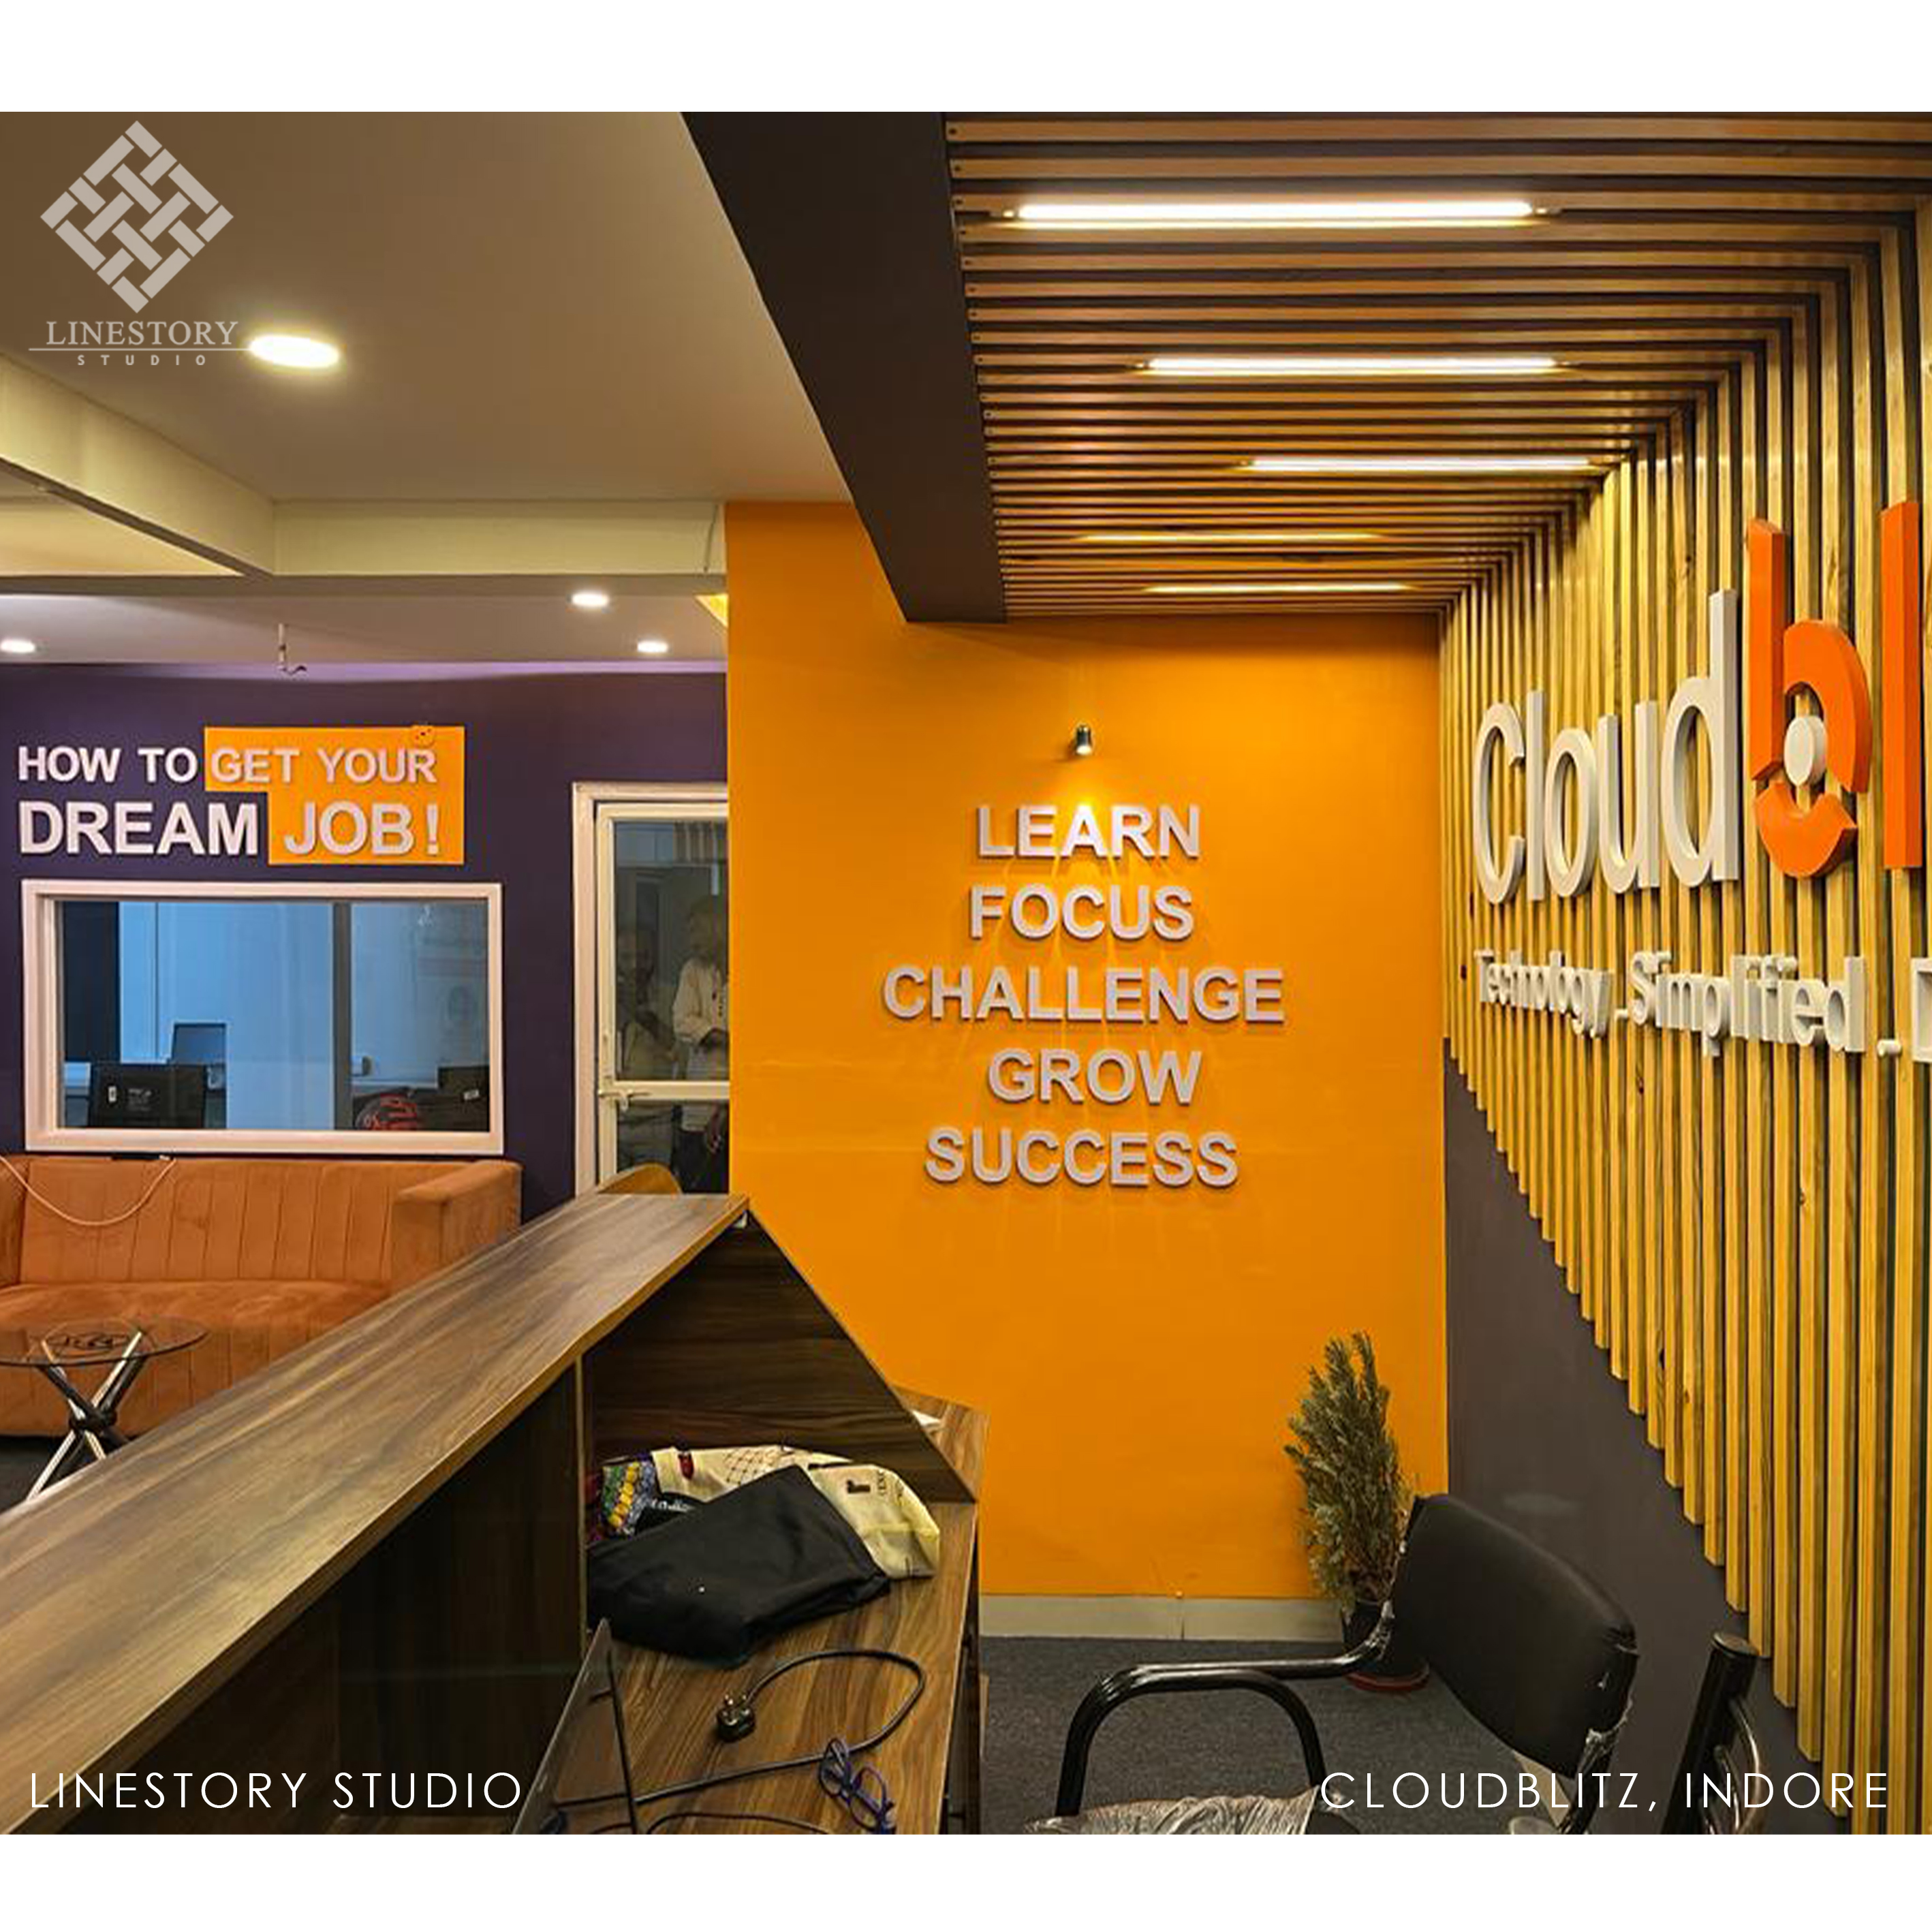 LINESTORY
STUDIO
HOW TO GET YOUR
DREAM JOB!
LEARN
FOCUS
CHALLENGE
GROW
SUCCESS
Cloudbl
Technology. Simplified.
LINESTORY STUDIO
CLOUDBLITZ, INDORE